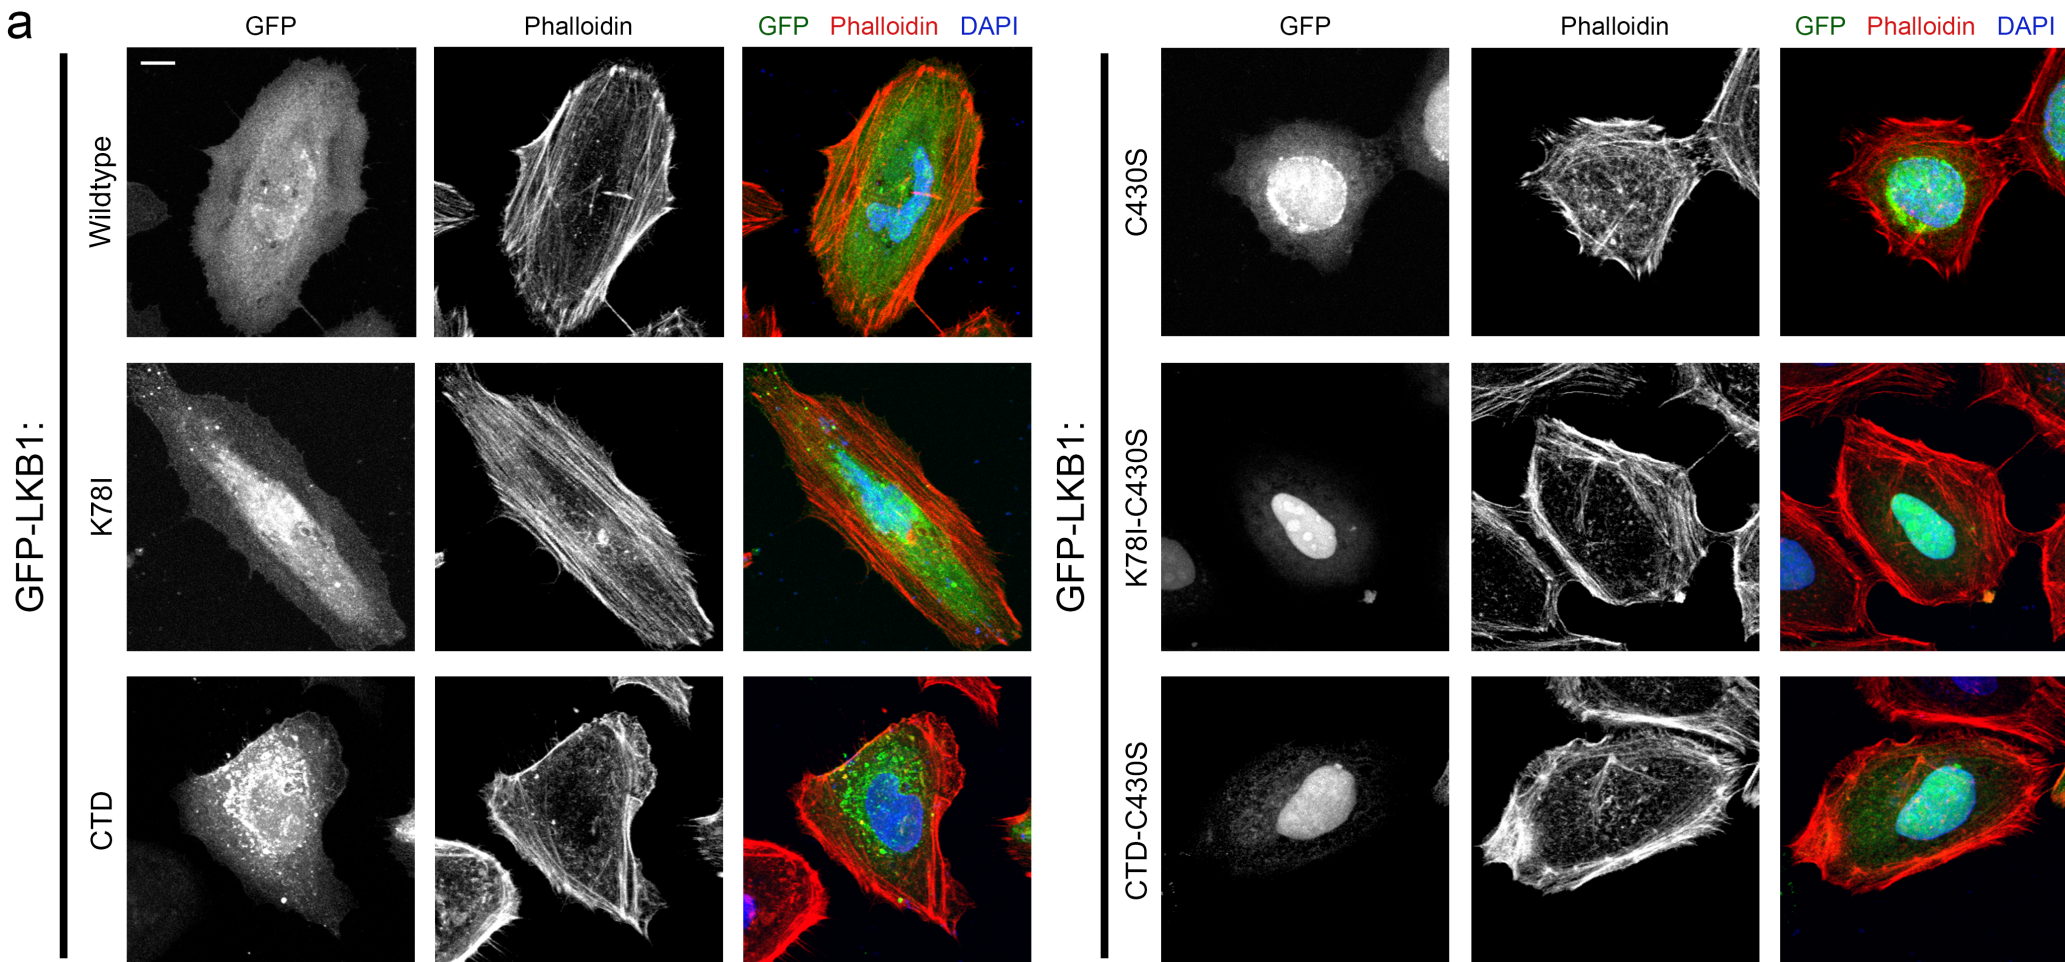 a
GFP Phalloidin GFP Phalloidin DAPI GFP Phalloidin GFP Phalloidin DAPI
GFP-LKB1:
Wildtype
K78I
CTD
GFP-LKB1:
C430S
K78I-C430S
CTD-C430S